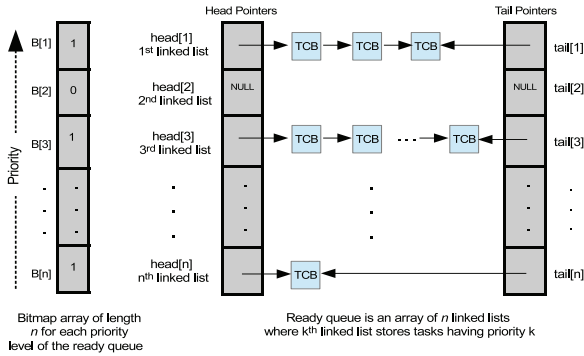 Head Pointers
Tail Pointers
B[1]
1
head[1]
1st linked list
TCB
TCB
TCB
tail[1]
B[2]
0
head[2]
2nd linked list
NULL
NULL
tail[2]
B[3]
1
head[3]
3rd linked list
TCB
TCB
...
TCB
tail[3]
Priority
B[n]
1
head[n]
nth linked list
TCB
tail[n]
Bitmap array of length
n for each priority
level of the ready queue
Ready queue is an array of n linked lists
where kth linked list stores tasks having priority k